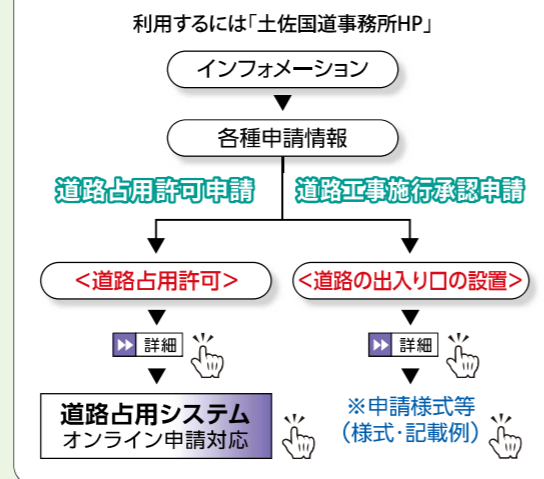 利用するには「土佐国道事務所HP」
インフォメーション
▼
各種申請情報
道路占用許可申請
道路工事施行承認申請
<道路占用許可>
<道路の出入り口の設置>
▼
▼
詳細
詳細
▼
▼
道路占用システム
オンライン申請対応
※申請様式等
（様式・記載例）